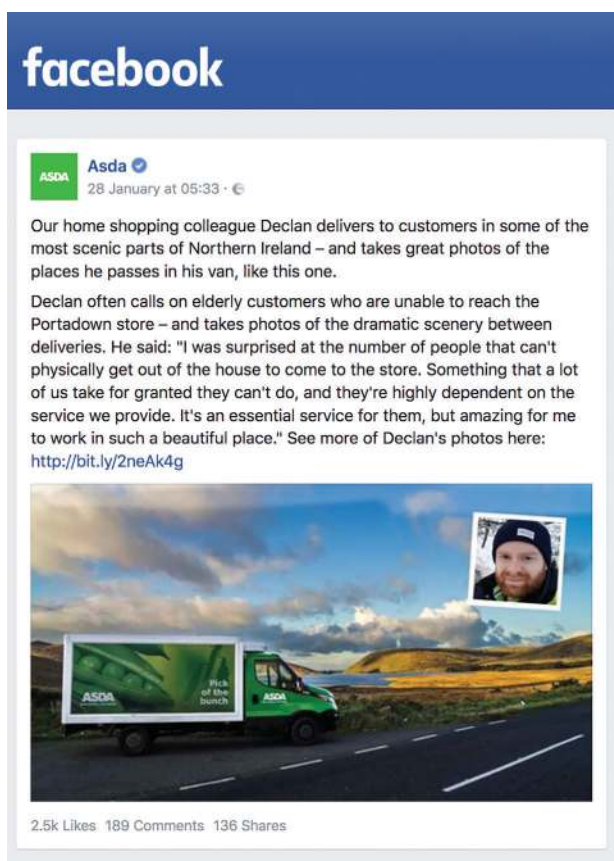 facebook
ASDA
Asda
28 January at 05:33 ·
Our home shopping colleague Declan delivers to customers in some of the
most scenic parts of Northern Ireland – and takes great photos of the
places he passes in his van, like this one.
Declan often calls on elderly customers who are unable to reach the
Portadown store – and takes photos of the dramatic scenery between
deliveries. He said: "I was surprised at the number of people that can't
physically get out of the house to come to the store. Something that a lot
of us take for granted they can't do, and they're highly dependent on the
service we provide. It's an essential service for them, but amazing for me
to work in such a beautiful place." See more of Declan's photos here:
http://bit.ly/2neAk4g
Pick
of the
bunch
ASDA
ASDA
2.5k Likes 189 Comments 136 Shares